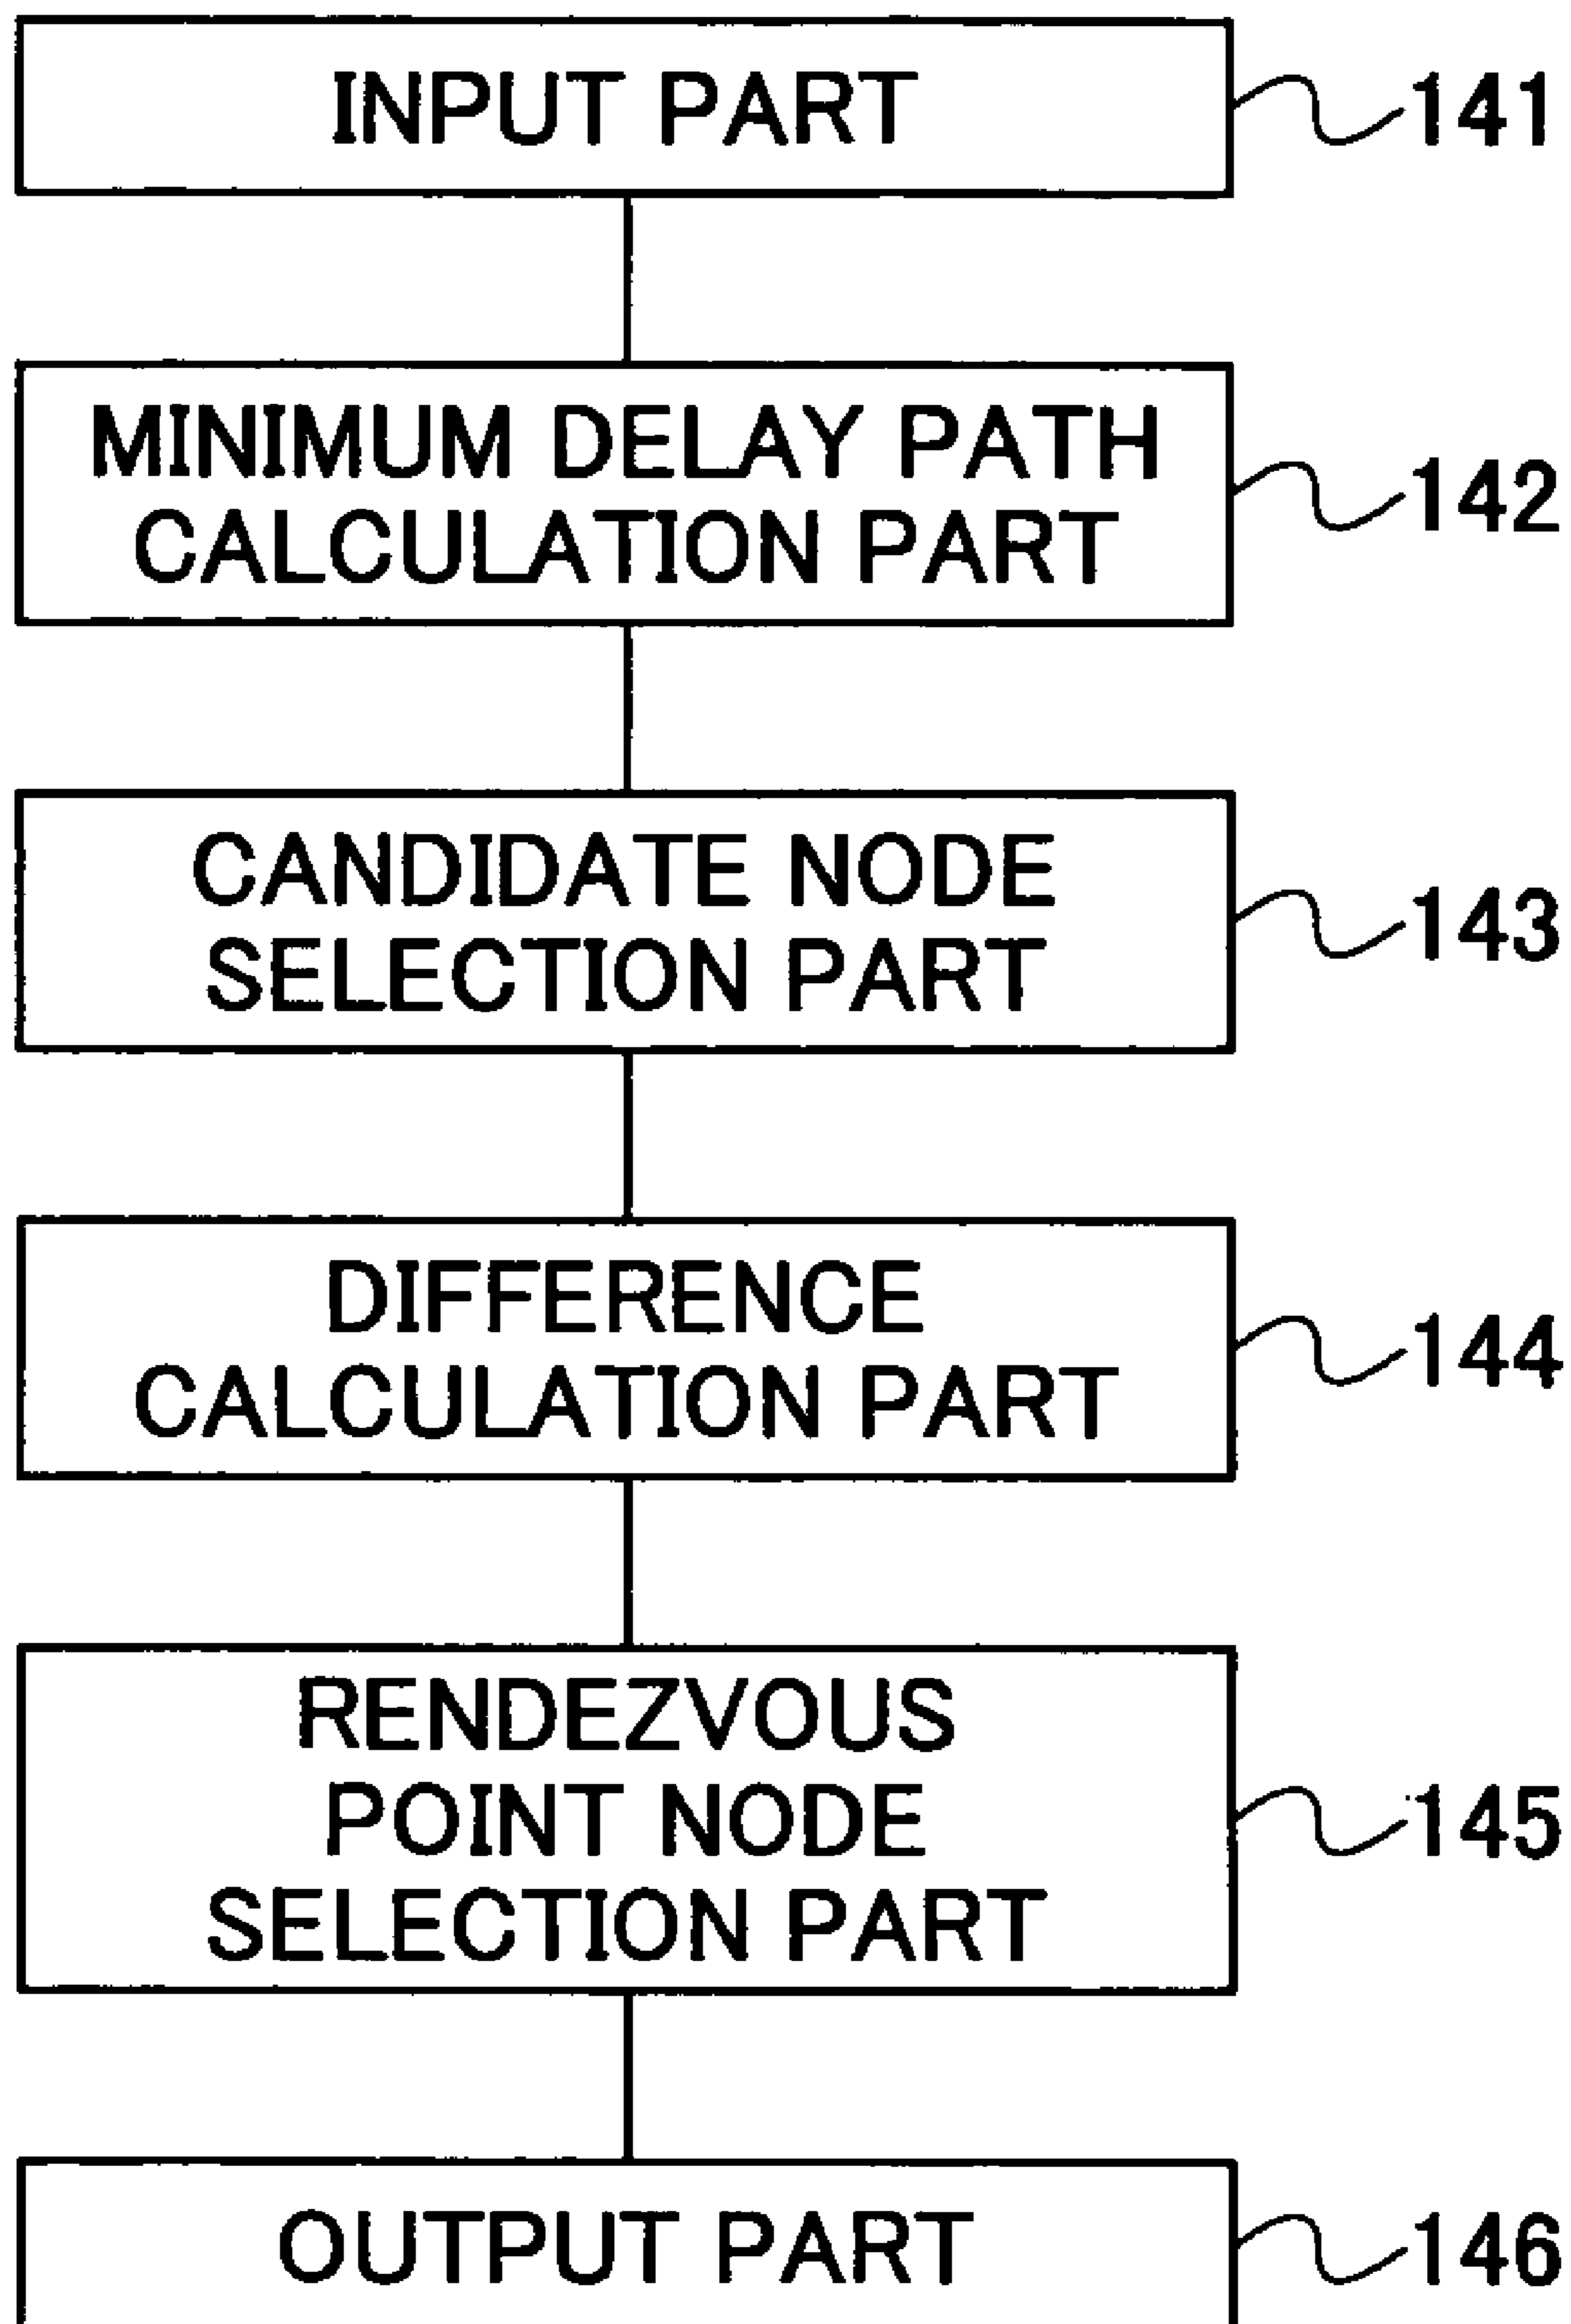 INPUT PART
141
MINIMUM DELAY PATH
CALCULATION PART
142
CANDIDATE NODE
SELECTION PART
143
DIFFERENCE
CALCULATION PART
144
RENDEZVOUS
POINT NODE
SELECTION PART
145
OUTPUT PART
146